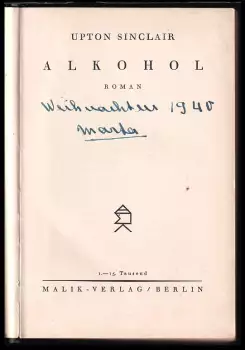 UPTON SINCLAIR
ALKOHOL
ROMAN
Weihnachten 1940
Marta
1.—15. Tausend
MALIK-VERLAG/BERLIN